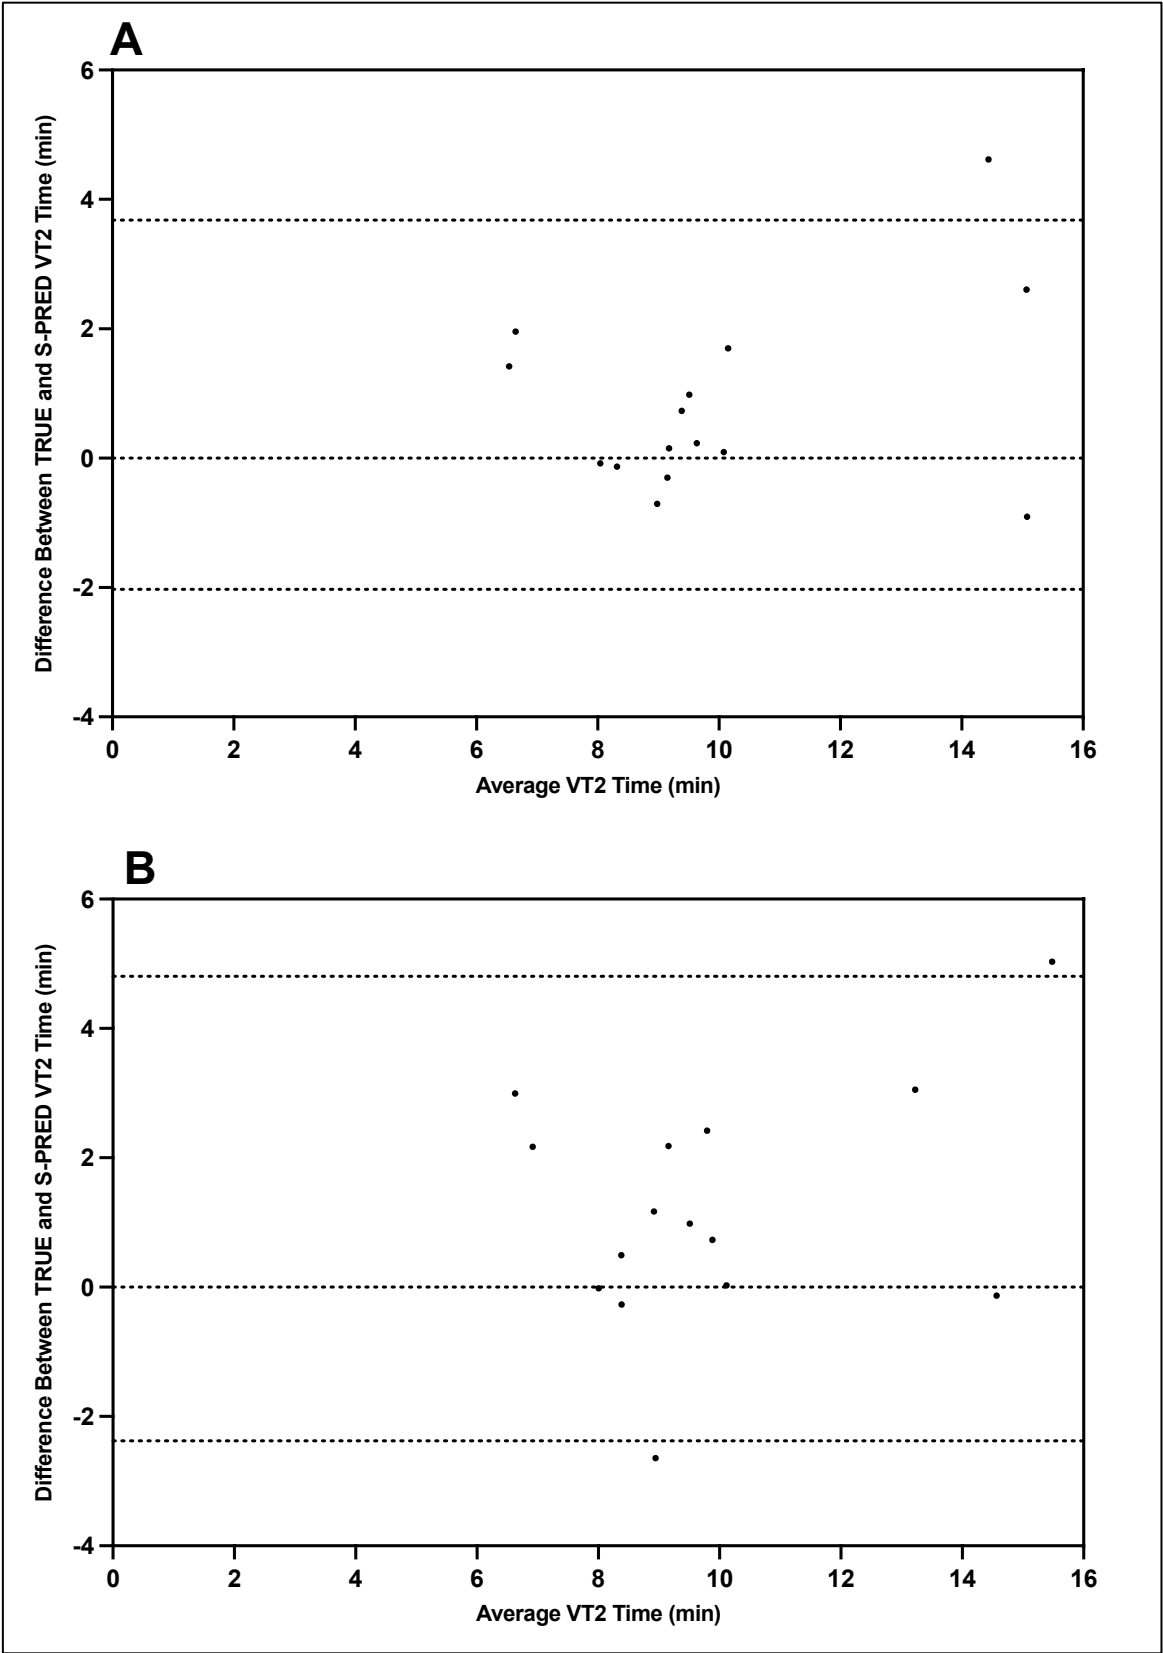 A
Difference Between TRUE and S-PRED VT2 Time (min)
6
4
2
0
-2
-4
0 2 4 6 8 10 12 14 16
Average VT2 Time (min)
B
Difference Between TRUE and S-PRED VT2 Time (min)
6
4
2
0
-2
-4
0 2 4 6 8 10 12 14 16
Average VT2 Time (min)